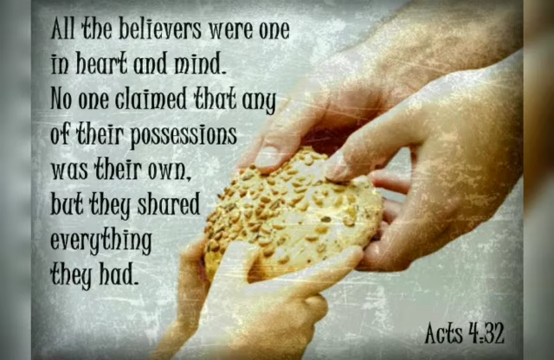 All the believers were one
in heart and mind.
No one claimed that any
of their possessions
was their own,
but they shared
everything
they had.
Acts 4:32